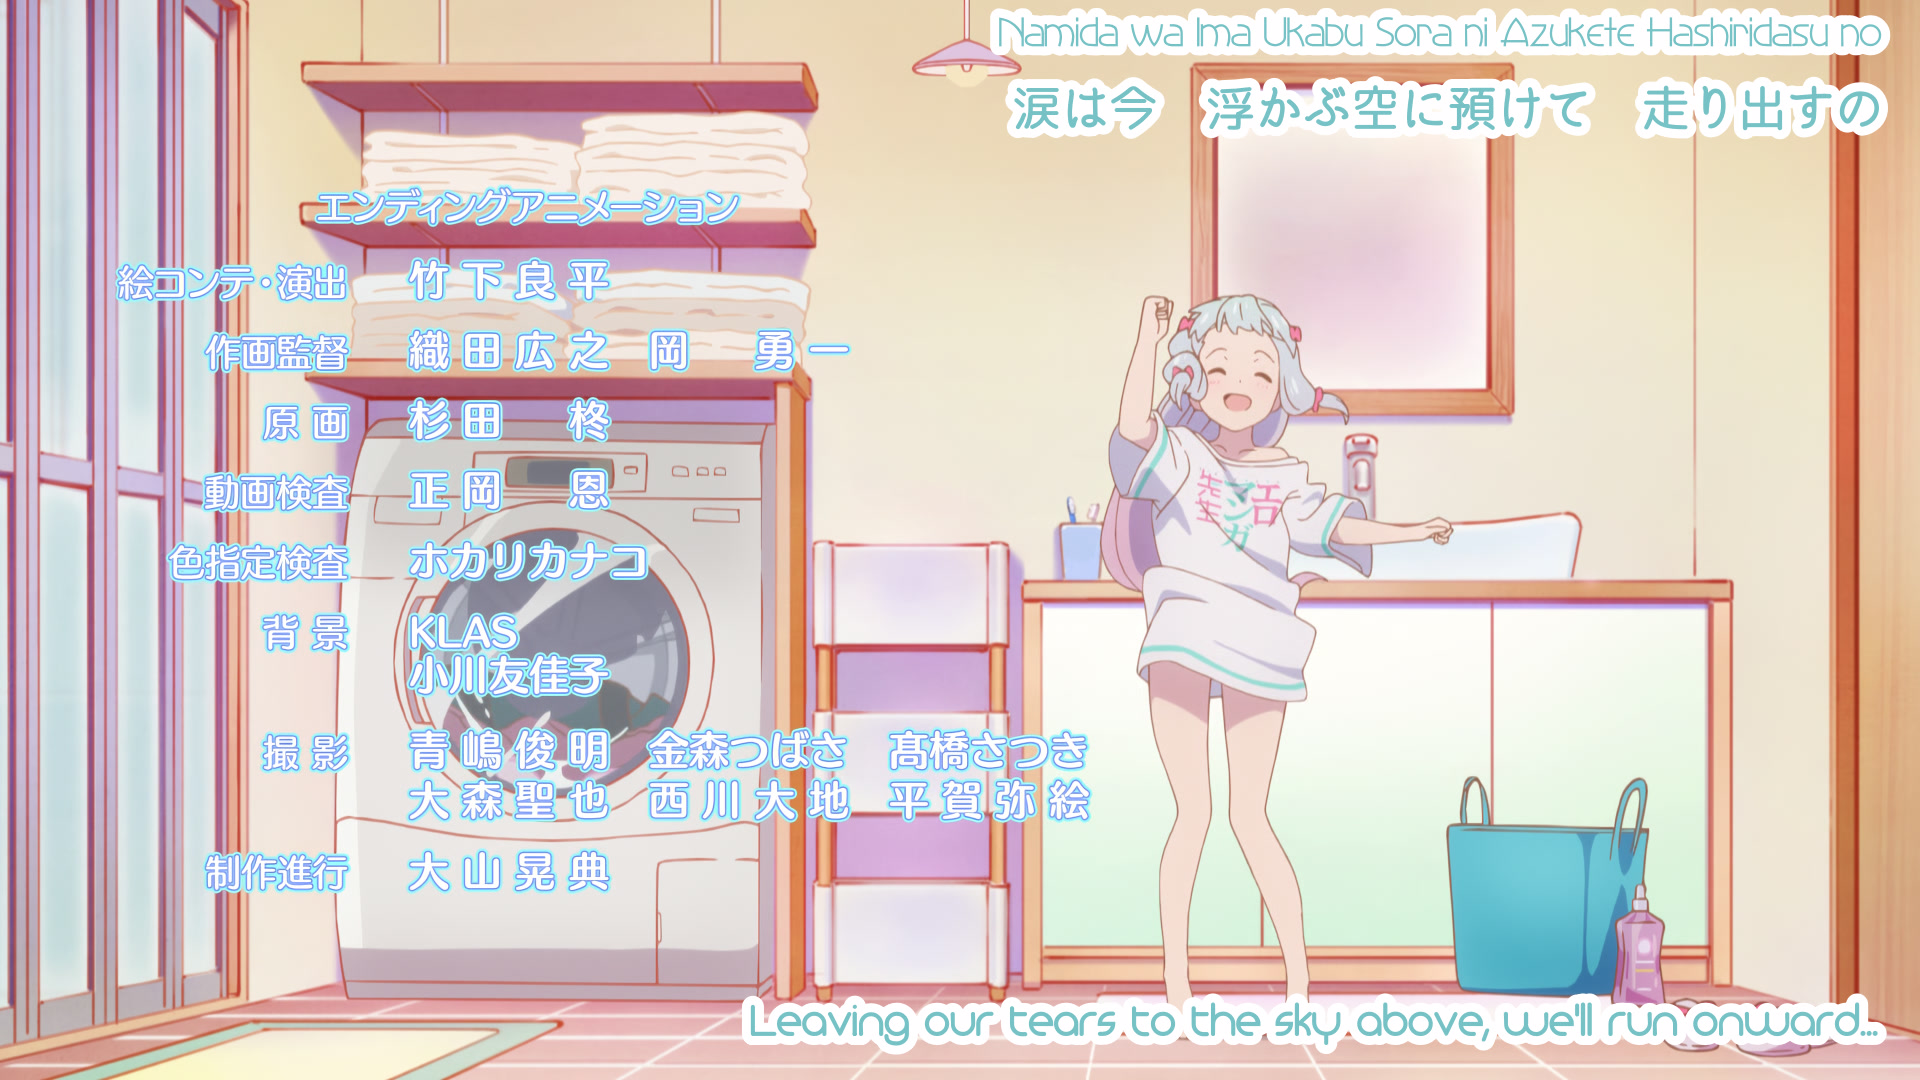 Namida wa Ima Ukabu Sora ni Azukete Hashiridasu no
涙は今　浮かぶ空に預けて　走り出すの
エンディングアニメーション
絵コンテ・演出　竹下良平
作画監督　織田広之　岡　勇一
原画　杉田　柊
動画検査　正岡　恩
色指定検査　ホカリカナコ
背景　KLAS
小川友佳子
撮影　青嶋俊明　金森つばさ　髙橋さつき
大森聖也　西川大地　平賀弥絵
制作進行　大山晃典
エロ
マンガ
先生
Leaving our tears to the sky above, we'll run onward...